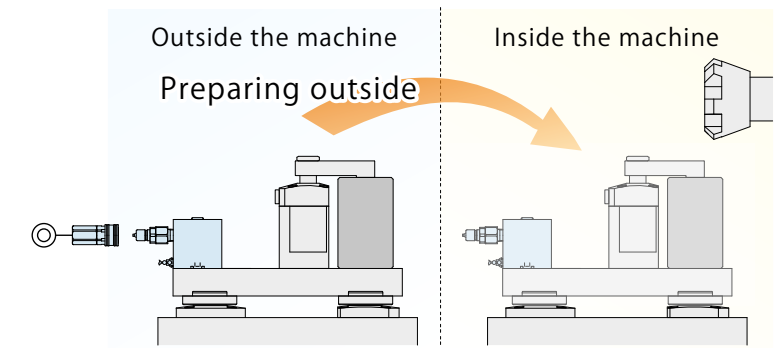 Outside the machine
Inside the machine
Preparing outside